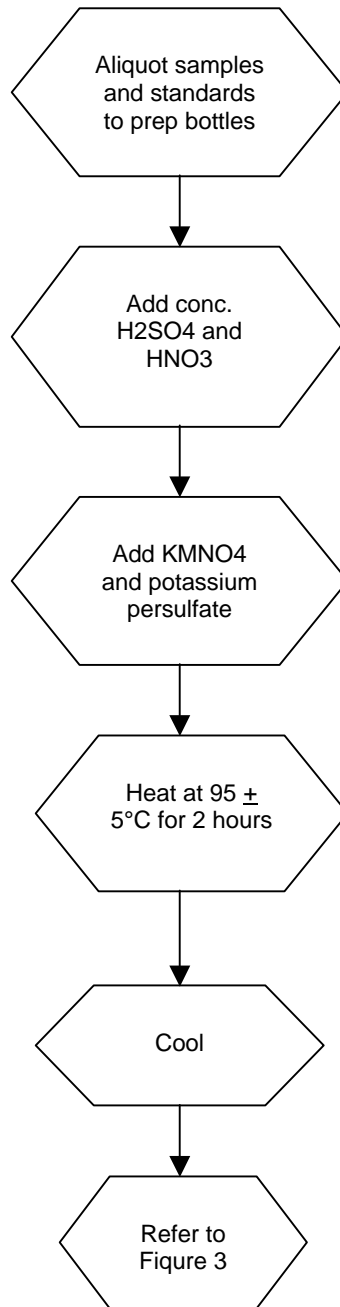 Aliquot samples
and standards
to prep bottles
Add conc.
H2SO4 and
HNO3
Add KMNO4
and potassium
persulfate
Heat at 95 ±
5°C for 2 hours
Cool
Refer to
Fiqure 3